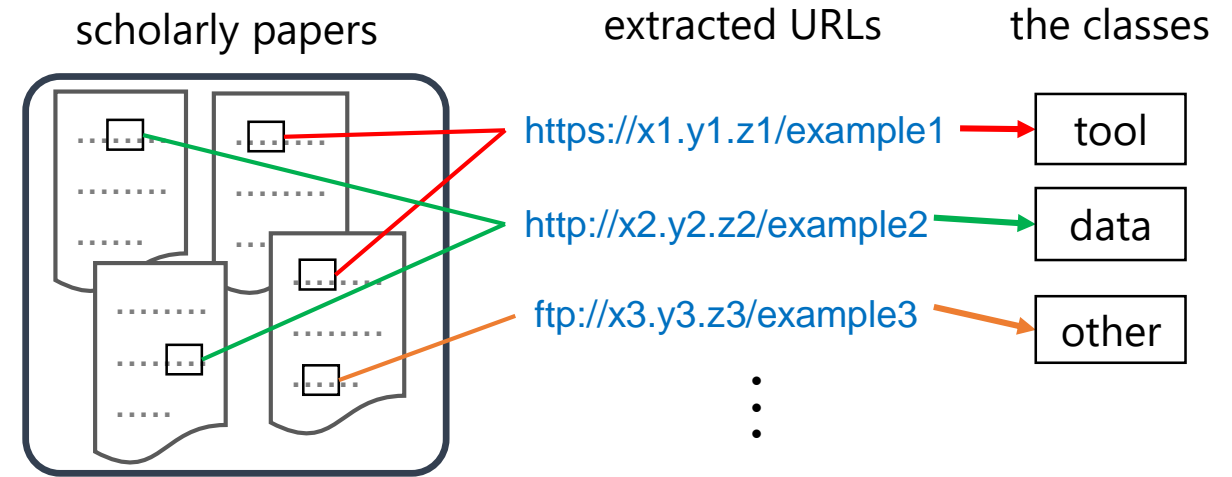 scholarly papers
extracted URLs
the classes
https://x1.y1.z1/example1
tool
http://x2.y2.z2/example2
data
ftp://x3.y3.z3/example3
other